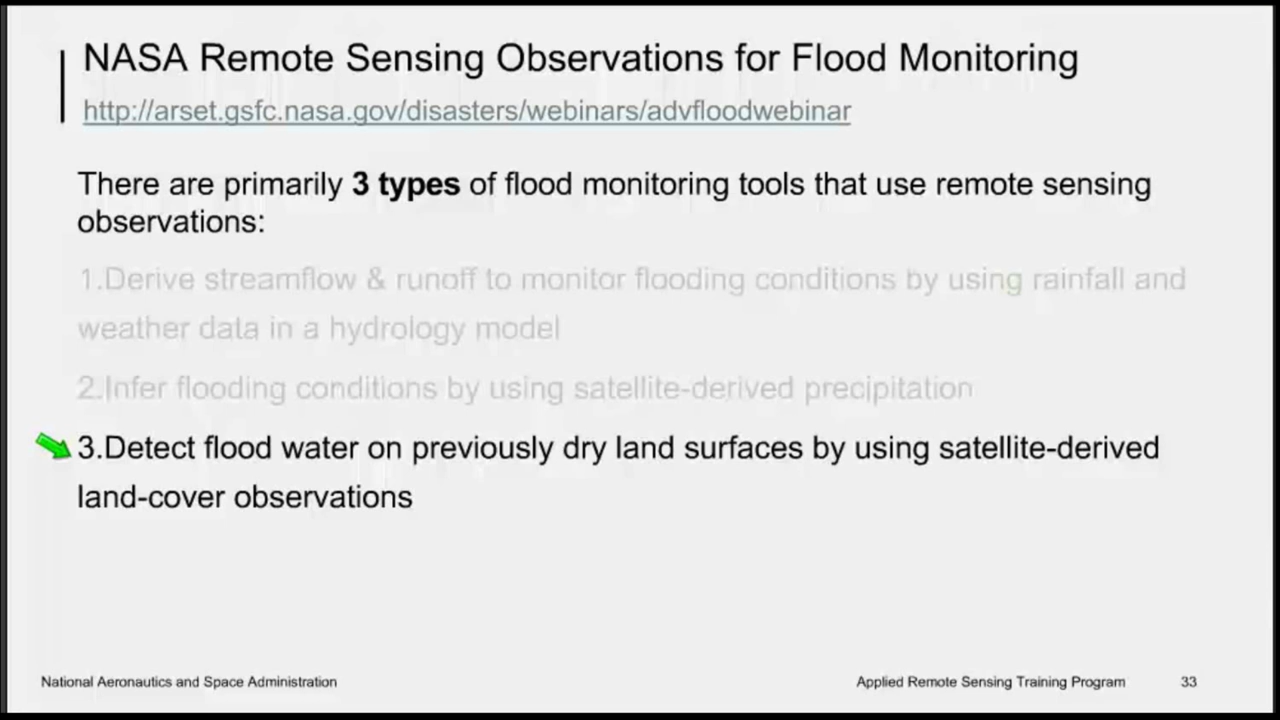 NASA Remote Sensing Observations for Flood Monitoring
http://arset.gsfc.nasa.gov/disasters/webinars/advfloodwebinar
There are primarily 3 types of flood monitoring tools that use remote sensing
observations:
1.Derive streamflow & runoff to monitor flooding conditions by using rainfall and
weather data in a hydrology model
2.Infer flooding conditions by using satellite-derived precipitation
3.Detect flood water on previously dry land surfaces by using satellite-derived
land-cover observations
National Aeronautics and Space Administration
Applied Remote Sensing Training Program
33